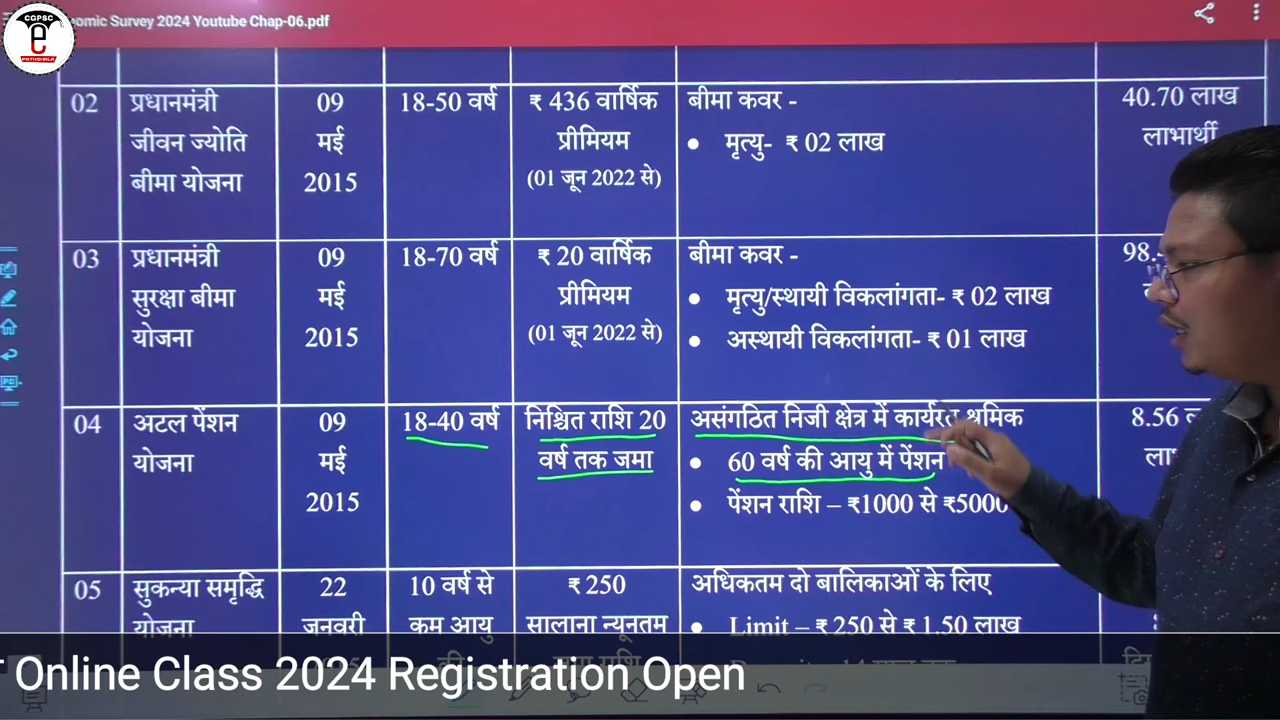 CGPSC
e
PATHSHALA
omic Survey 2024 Youtube Chap-06.pdf
02
प्रधानमंत्री
जीवन ज्योति
बीमा योजना
09
मई
2015
18-50 वर्ष
₹ 436 वार्षिक
प्रीमियम
(01 जून 2022 से)
बीमा कवर -
• मृत्यु- ₹ 02 लाख
40.70 लाख
लाभार्थी
03
प्रधानमंत्री
सुरक्षा बीमा
योजना
09
मई
2015
18-70 वर्ष
₹ 20 वार्षिक
प्रीमियम
(01 जून 2022 से)
बीमा कवर -
• मृत्यु/स्थायी विकलांगता- ₹ 02 लाख
• अस्थायी विकलांगता- ₹ 01 लाख
98.
04
अटल पेंशन
योजना
09
मई
2015
18-40 वर्ष
निश्चित राशि 20
वर्ष तक जमा
असंगठित निजी क्षेत्र में कार्यरत श्रमिक
• 60 वर्ष की आयु में पेंशन
• पेंशन राशि – ₹1000 से ₹5000
8.56
05
सुकन्या समृद्धि
योजना
22
जनवरी
10 वर्ष से
कम आयु
₹ 250
सालाना न्यूनतम
अधिकतम दो बालिकाओं के लिए
• Limit – ₹ 250 से ₹ 1.50 लाख
Online Class 2024 Registration Open